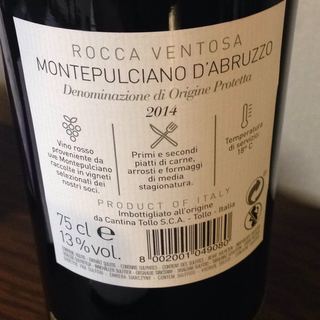 ROCCA VENTOSA
MONTEPULCIANO D'ABRUZZO
Denominazione di Origine Protetta
2014
Vino rosso
proveniente da
uve Montepulciano
raccolte in vigneti
selezionati dei
nostri soci.
Primi e secondi
piatti di carne,
arrosti e formaggi
di media
stagionatura.
Temperatura
di servizio:
18° C
PRODUCT OF ITALY
Imbottigliato all'origine
da Cantina Tollo S.C.A. - Tollo - Italia
75 cl e
13% vol.
8 002001 049080